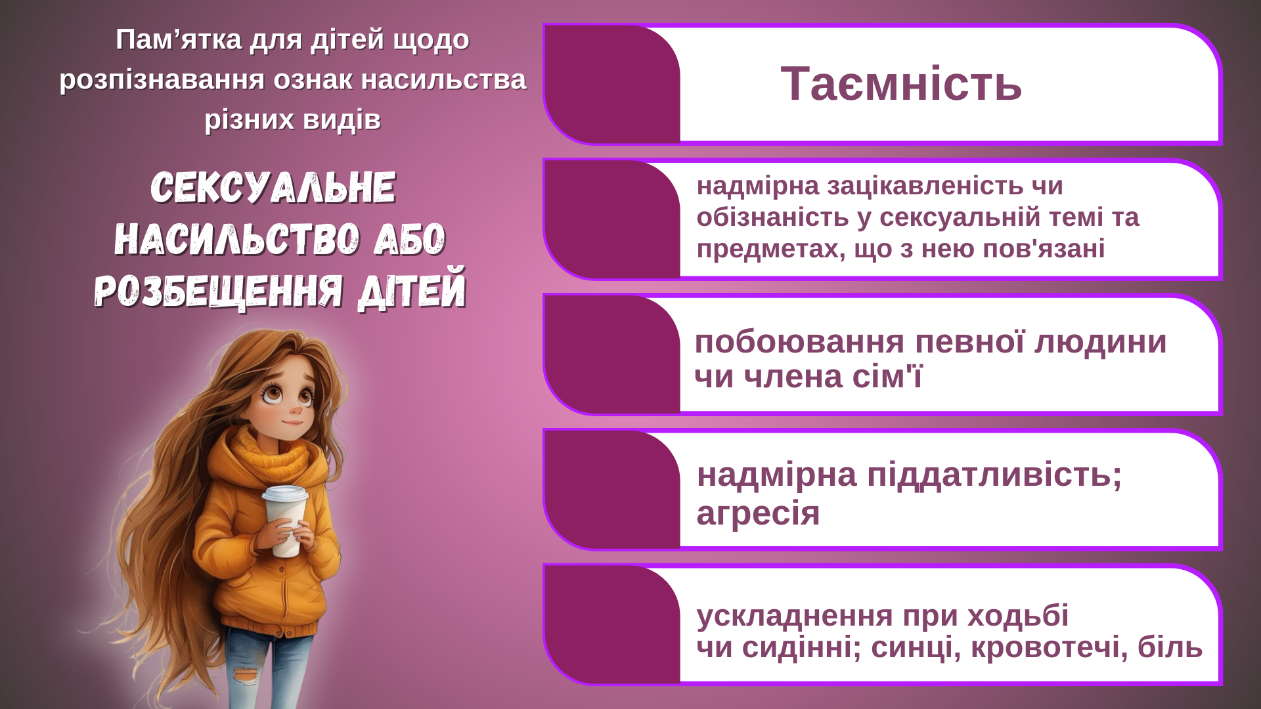 Пам’ятка для дітей щодо
розпізнавання ознак насильства
різних видів
СЕКСУАЛЬНЕ
НАСИЛЬСТВО АБО
РОЗБЕЩЕННЯ ДІТЕЙ
Таємність
надмірна зацікавленість чи
обізнаність у сексуальній темі та
предметах, що з нею пов'язані
побоювання певної людини
чи члена сім'ї
надмірна піддатливість;
агресія
ускладнення при ходьбі
чи сидінні; синці, кровотечі, біль